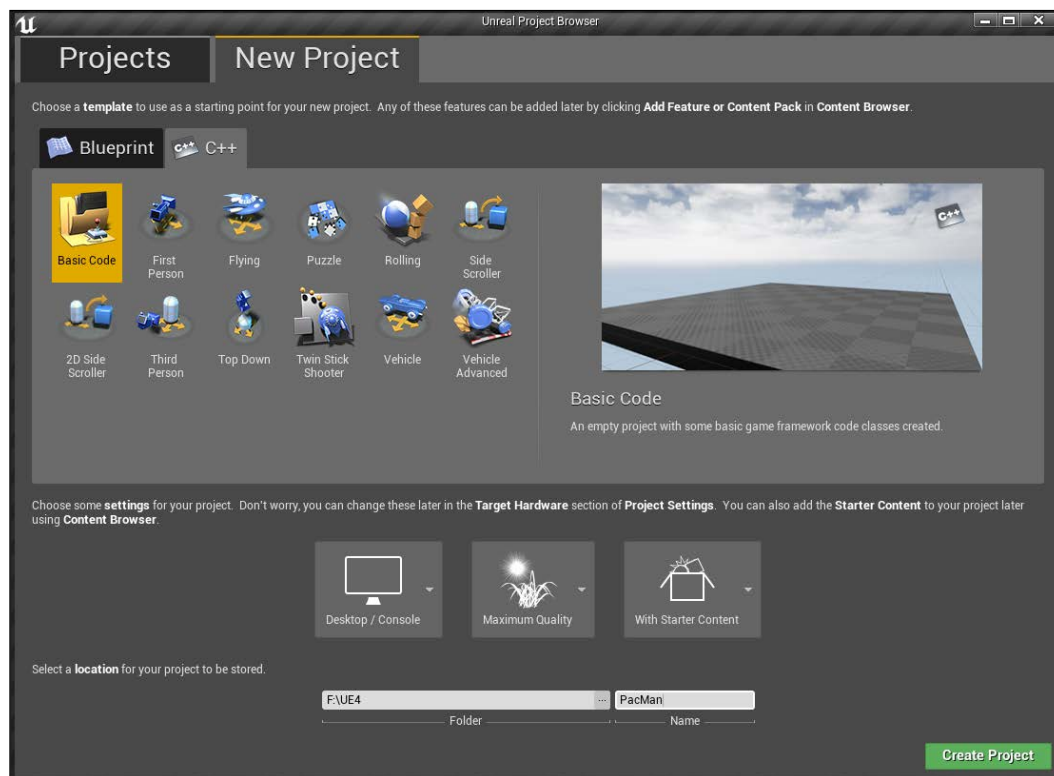 Unreal Project Browser
Projects
New Project
Choose a template to use as a starting point for your new project. Any of these features can be added later by clicking Add Feature or Content Pack in Content Browser.
Blueprint
C++
C++
Basic Code
First
Person
Flying
Puzzle
Rolling
Side
Scroller
C++
2D Side
Scroller
Third
Person
Top Down
Twin Stick
Shooter
Vehicle
Vehicle
Advanced
Basic Code
An empty project with some basic game framework code classes created.
Choose some settings for your project. Don't worry, you can change these later in the Target Hardware section of Project Settings. You can also add the Starter Content to your project later
using Content Browser.
Desktop / Console
Maximum Quality
With Starter Content
Select a location for your project to be stored.
F:\UE4
...
PacMan
Folder
Name
Create Project